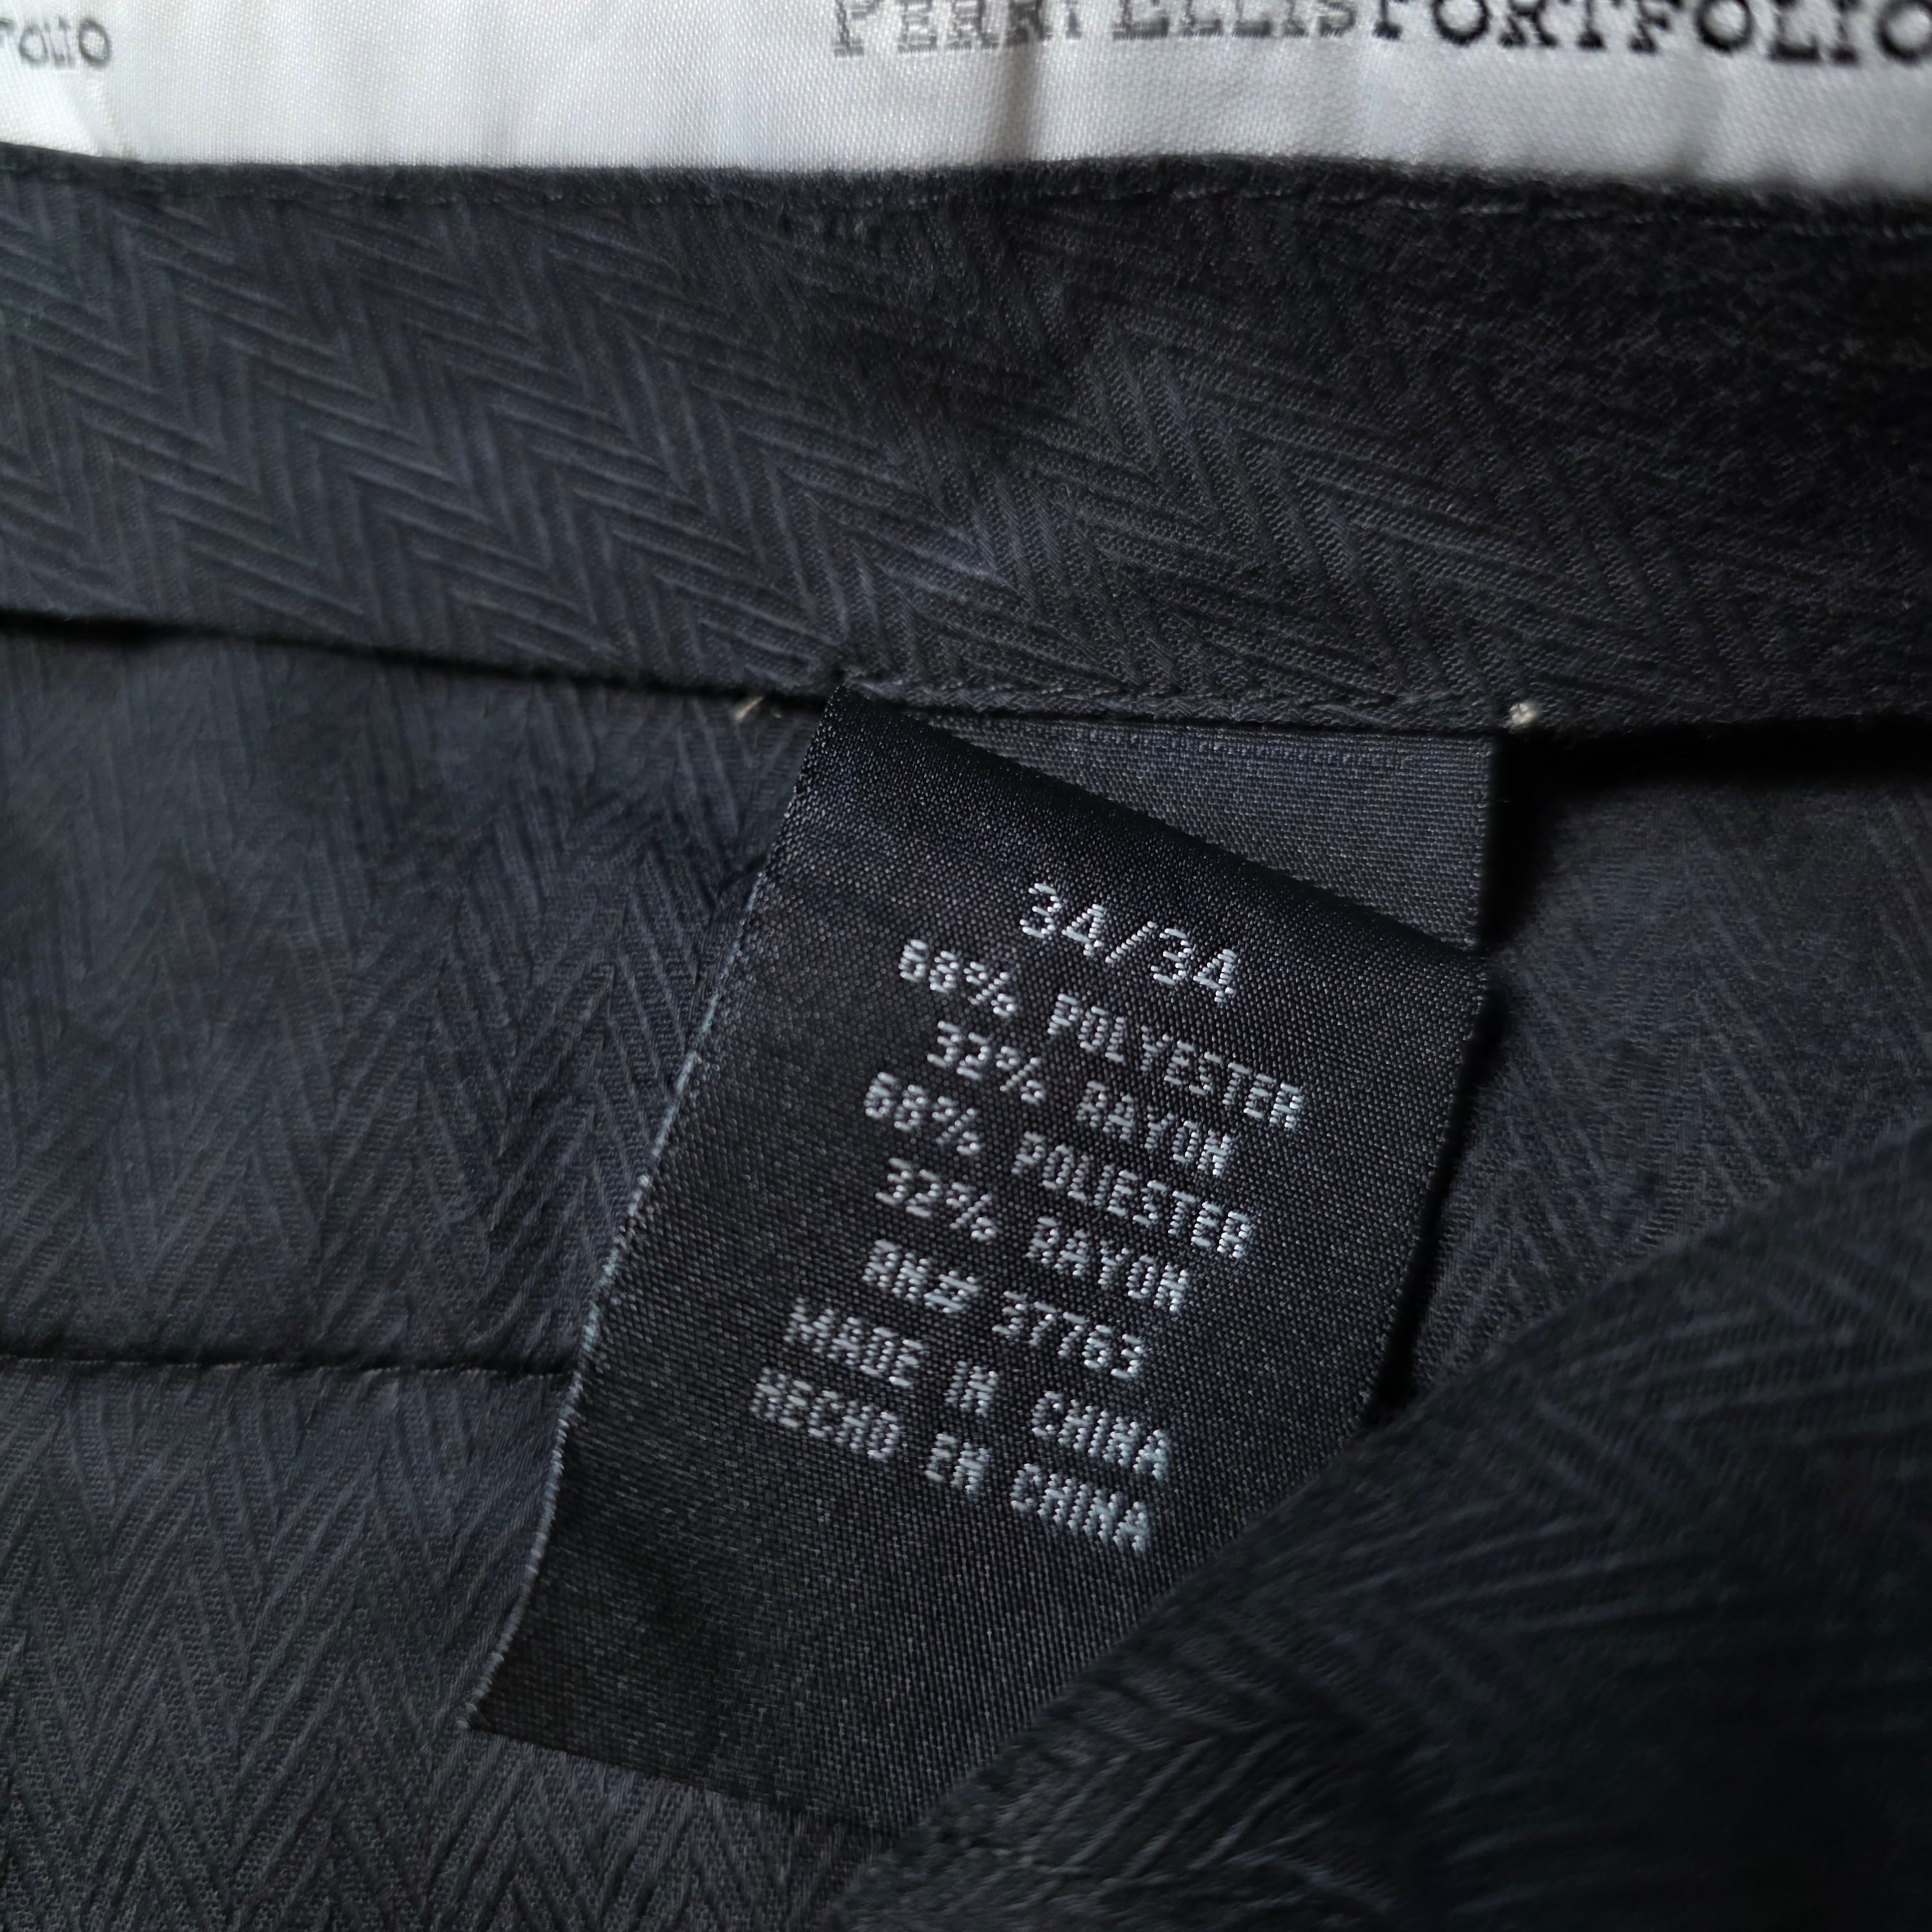 FOLIO PERRY ELLIS PORTFOLIO
34/34
68% POLYESTER
32% RAYON
68% POLIESTER
32% RAYON
RN# 37763
MADE IN CHINA
HECHO EN CHINA